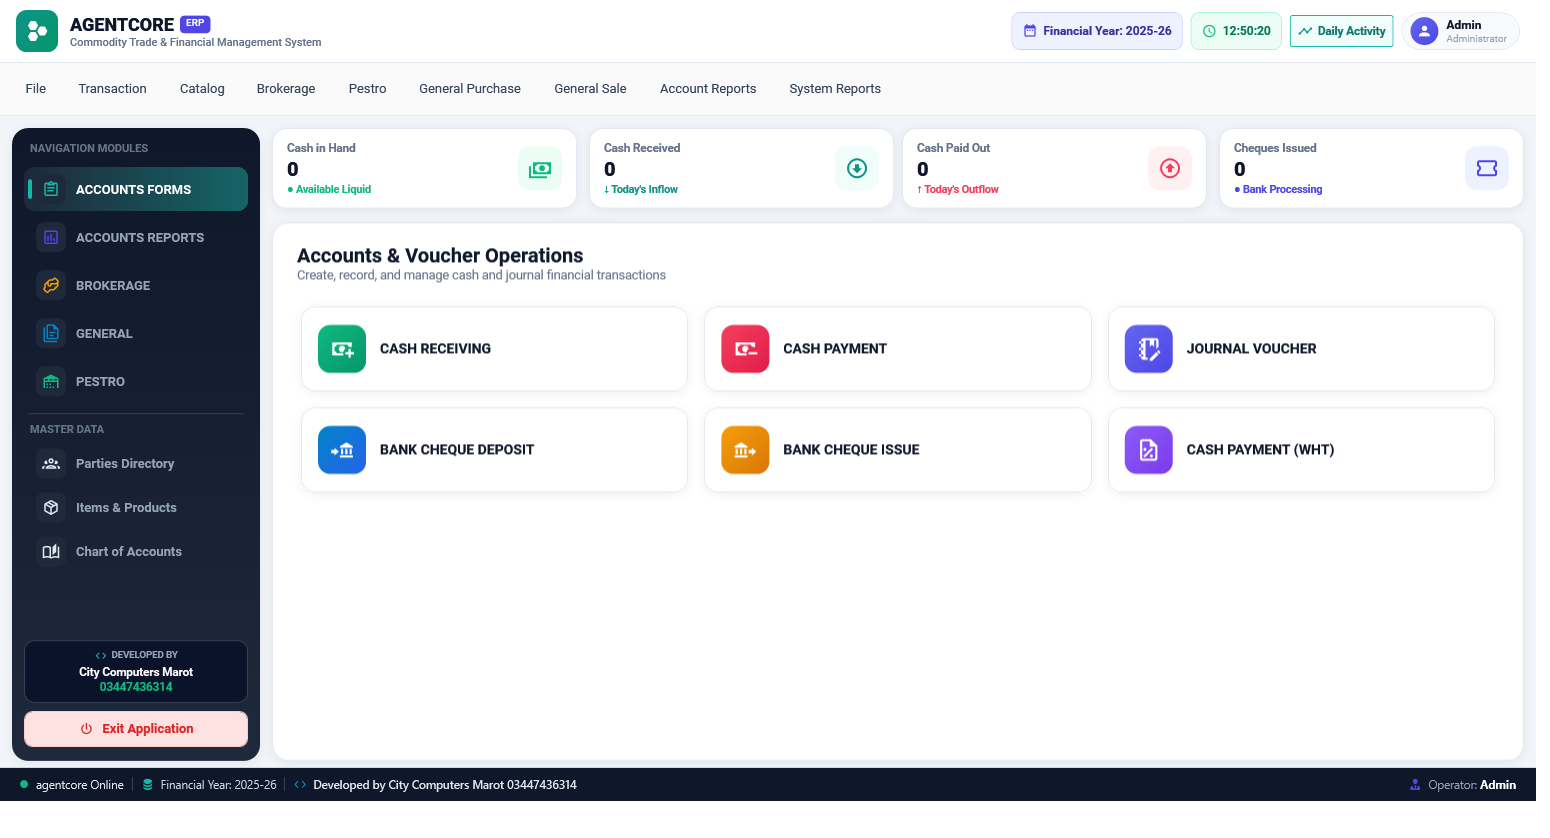 AGENTCORE ERP
Commodity Trade & Financial Management System
Financial Year: 2025-26
12:50:20
Daily Activity
Admin
Administrator
File
Transaction
Catalog
Brokerage
Pestro
General Purchase
General Sale
Account Reports
System Reports
NAVIGATION MODULES
ACCOUNTS FORMS
ACCOUNTS REPORTS
BROKERAGE
GENERAL
PESTRO
MASTER DATA
Parties Directory
Items & Products
Chart of Accounts
DEVELOPED BY
City Computers Marot
03447436314
Exit Application
Cash in Hand
0
● Available Liquid
Cash Received
0
↓ Today's Inflow
Cash Paid Out
0
↑ Today's Outflow
Cheques Issued
0
● Bank Processing
Accounts & Voucher Operations
Create, record, and manage cash and journal financial transactions
CASH RECEIVING
CASH PAYMENT
JOURNAL VOUCHER
BANK CHEQUE DEPOSIT
BANK CHEQUE ISSUE
CASH PAYMENT (WHT)
agentcore Online
Financial Year: 2025-26
Developed by City Computers Marot 03447436314
Operator: Admin